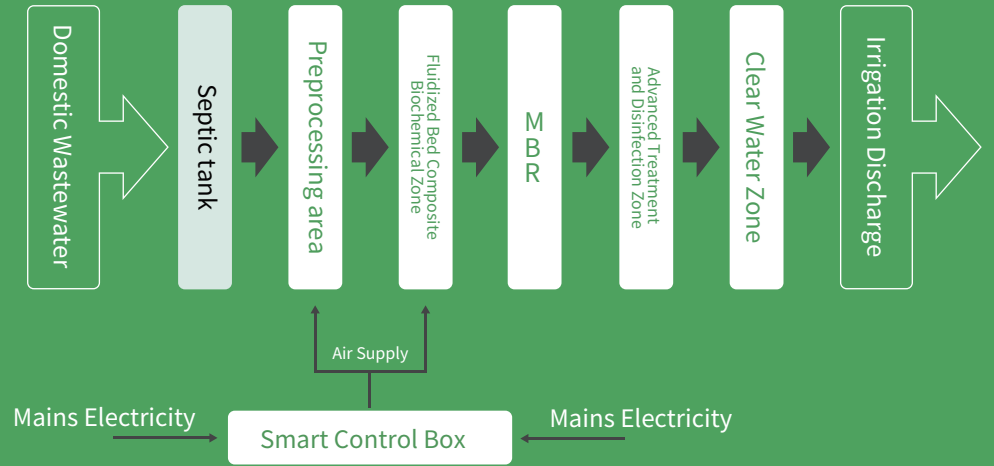 Domestic Wastewater
Septic tank
Preprocessing area
Fluidized Bed Composite
Biochemical Zone
M
B
R
Advanced Treatment
and Disinfection Zone
Clear Water Zone
Irrigation Discharge
Air Supply
Mains Electricity
Smart Control Box
Mains Electricity